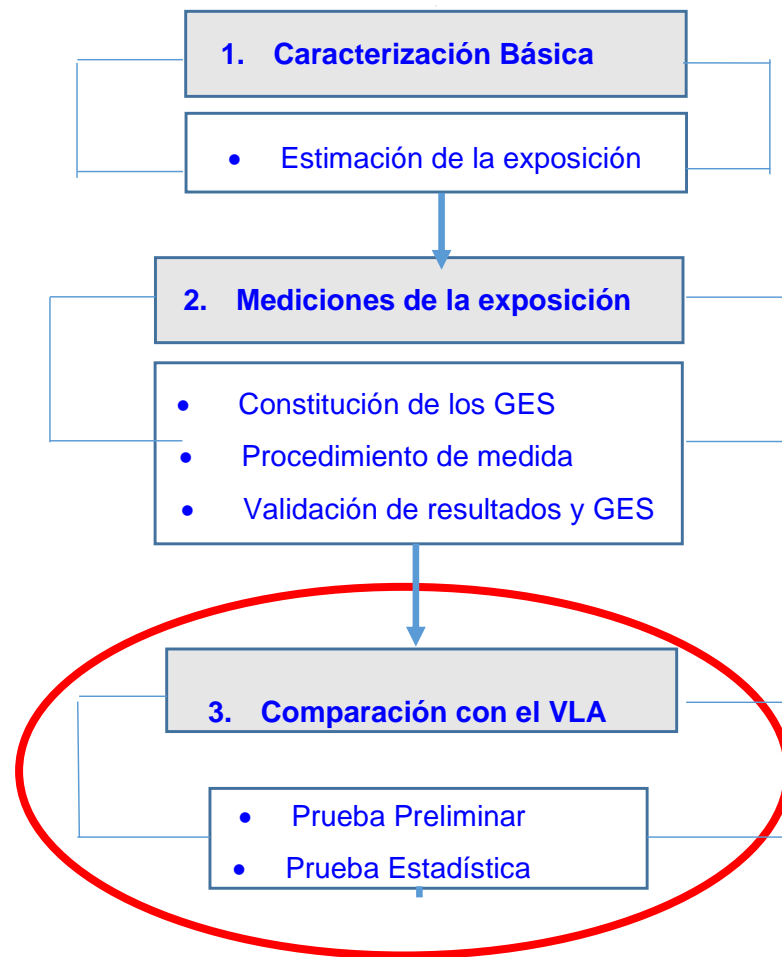 1. Caracterización Básica
• Estimación de la exposición
2. Mediciones de la exposición
• Constitución de los GES
• Procedimiento de medida
• Validación de resultados y GES
3. Comparación con el VLA
• Prueba Preliminar
• Prueba Estadística